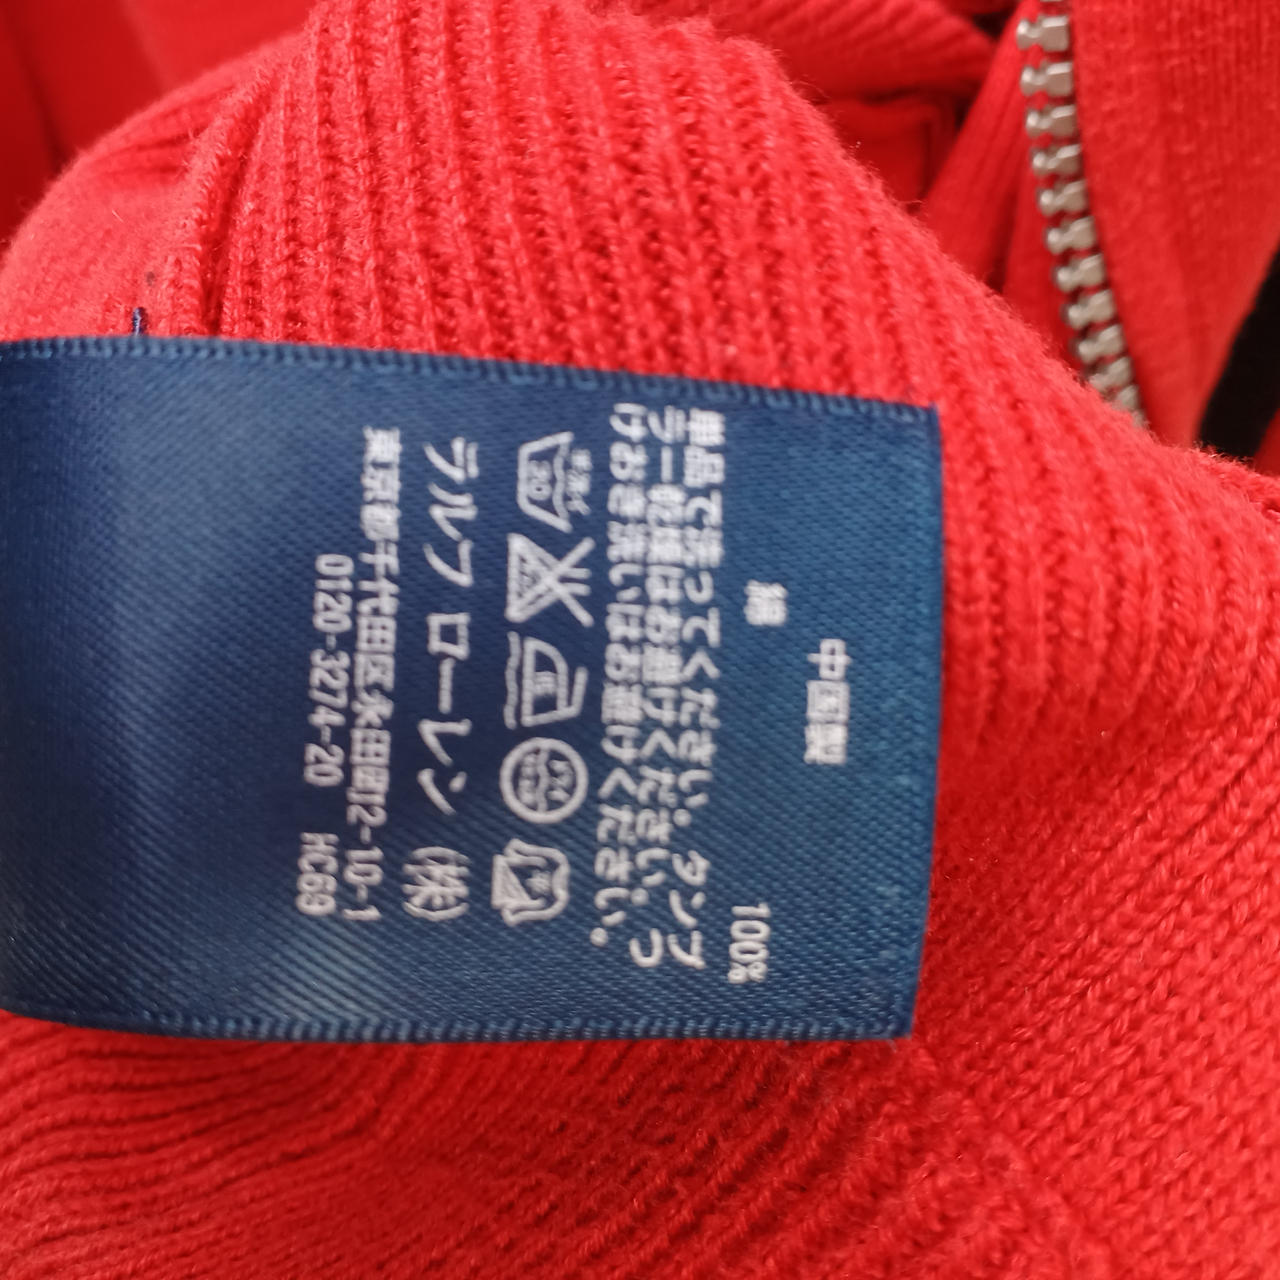 中国製
綿 100%
単品で洗ってください。タンブ
ラー乾燥はお避けください。つ
けおき洗いはお避けください。
30
ラルフ ローレン (株)
東京都千代田区永田町2-10-1
0120-3274-20 HC69